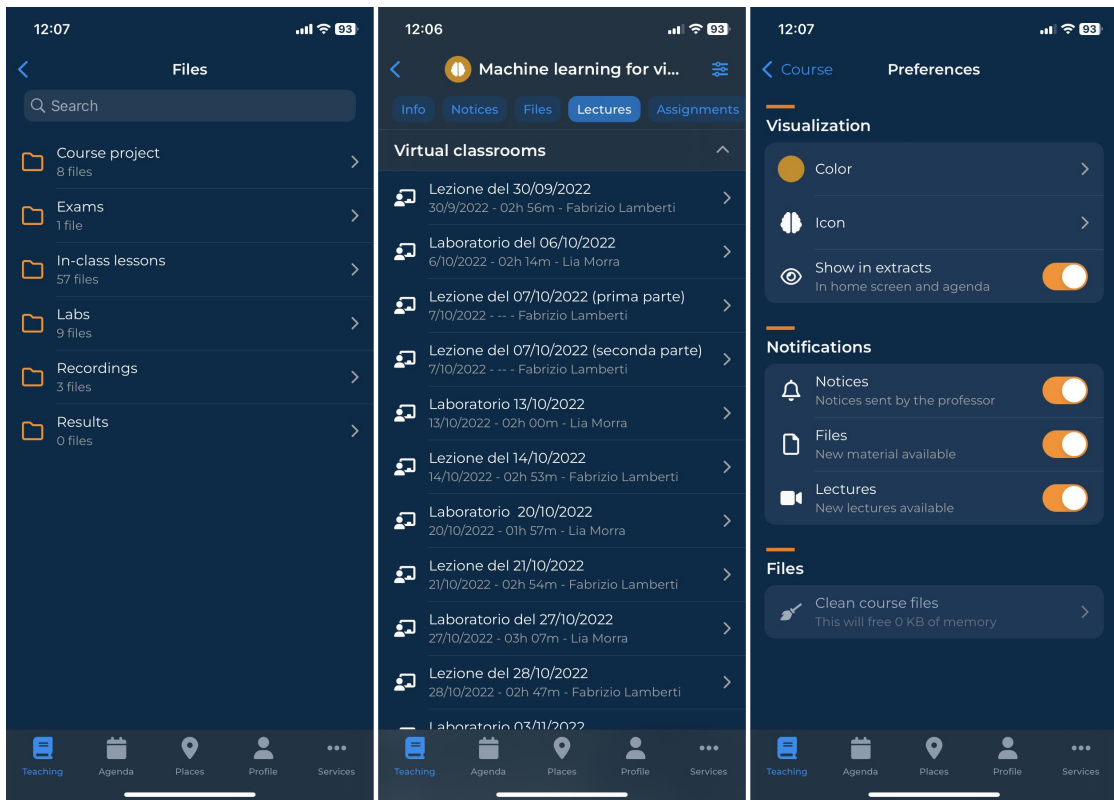 12:07
93
Files
Search
Course project
8 files
Exams
1 file
In-class lessons
57 files
Labs
9 files
Recordings
3 files
Results
0 files
Teaching
Agenda
Places
Profile
Services
12:06
93
Machine learning for vi...
Info
Notices
Files
Lectures
Assignments
Virtual classrooms
Lezione del 30/09/2022
30/9/2022 - 02h 56m - Fabrizio Lamberti
Laboratorio del 06/10/2022
6/10/2022 - 02h 14m - Lia Morra
Lezione del 07/10/2022 (prima parte)
7/10/2022 - -- - Fabrizio Lamberti
Lezione del 07/10/2022 (seconda parte)
7/10/2022 - -- - Fabrizio Lamberti
Laboratorio 13/10/2022
13/10/2022 - 02h 00m - Lia Morra
Lezione del 14/10/2022
14/10/2022 - 02h 53m - Fabrizio Lamberti
Laboratorio  20/10/2022
20/10/2022 - 01h 57m - Lia Morra
Lezione del 21/10/2022
21/10/2022 - 02h 54m - Fabrizio Lamberti
Laboratorio del 27/10/2022
27/10/2022 - 03h 07m - Lia Morra
Lezione del 28/10/2022
28/10/2022 - 02h 47m - Fabrizio Lamberti
Laboratorio 03/11/2022
Teaching
Agenda
Places
Profile
Services
12:07
93
Course
Preferences
Visualization
Color
Icon
Show in extracts
In home screen and agenda
Notifications
Notices
Notices sent by the professor
Files
New material available
Lectures
New lectures available
Files
Clean course files
This will free 0 KB of memory
Teaching
Agenda
Places
Profile
Services